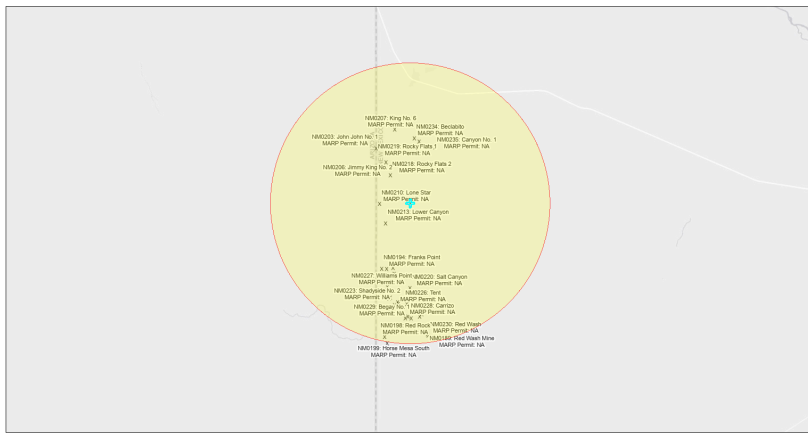 NM0207: King No. 6
MARP Permit: NA
NM0234: Beclabito
MARP Permit: NA
NM0203: John John No. 1
MARP Permit: NA
NM0235: Canyon No. 1
MARP Permit: NA
NM0219: Rocky Flats 1
MARP Permit: NA
NM0206: Jimmy King No. 2
MARP Permit: NA
NM0218: Rocky Flats 2
MARP Permit: NA
NM0210: Lone Star
MARP Permit: NA
NM0213: Lower Canyon
MARP Permit: NA
NM0194: Franks Point
MARP Permit: NA
NM0227: Williams Point
MARP Permit: NA
NM0220: Salt Canyon
MARP Permit: NA
NM0223: Shadyside No. 2
MARP Permit: NA
NM0226: Tent
MARP Permit: NA
NM0229: Begay No.
MARP Permit: NA
NM0228: Carrizo
MARP Permit: NA
NM0198: Red Rock
MARP Permit: NA
NM0230: Red Wash
MARP Permit: NA
NM0189: Red Wash Mine
MARP Permit: NA
NM0199: Horse Mesa South
MARP Permit: NA